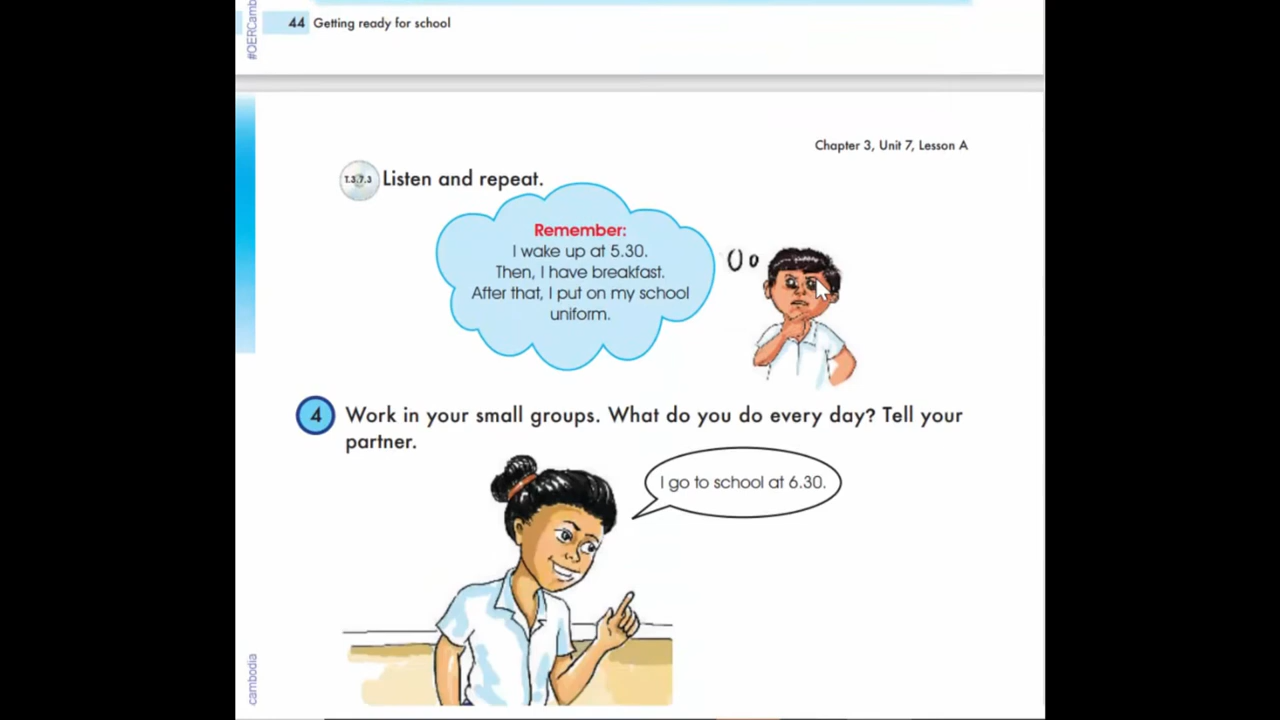 #OERCamb
44 Getting ready for school
Chapter 3, Unit 7, Lesson A
T.3.7.3 Listen and repeat.
Remember:
I wake up at 5.30.
Then, I have breakfast.
After that, I put on my school
uniform.
4 Work in your small groups. What do you do every day? Tell your
partner.
I go to school at 6.30.
cambodia